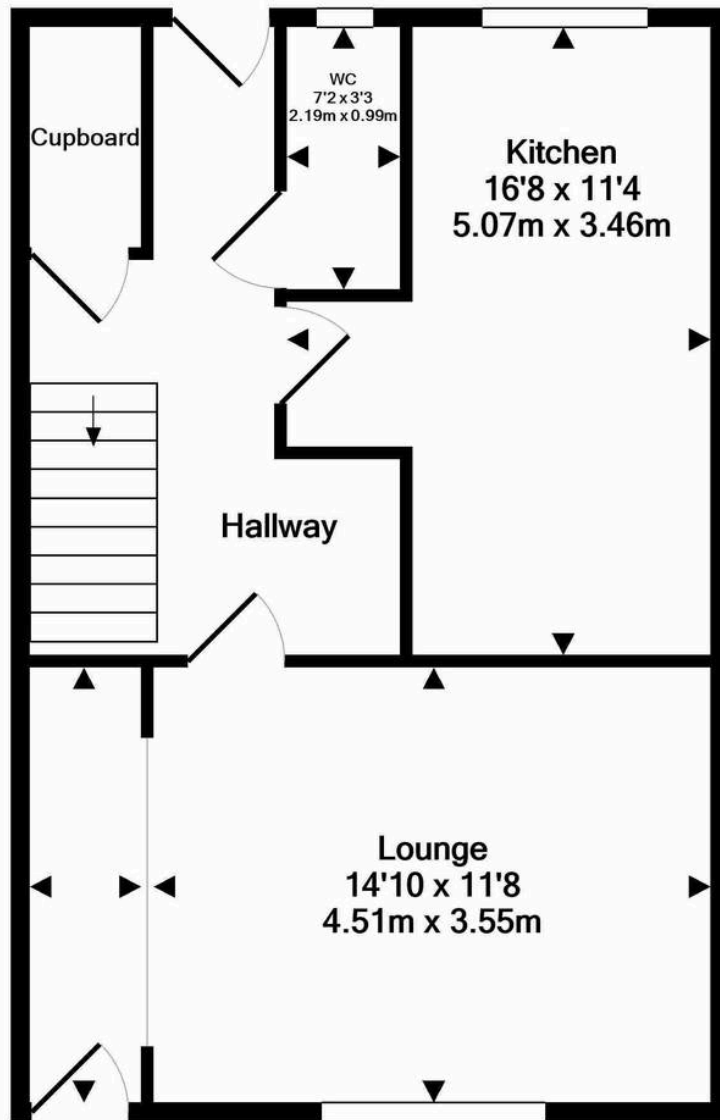 WC
7'2 x 3'3
2.19m x 0.99m
Cupboard
Kitchen
16'8 x 11'4
5.07m x 3.46m
Hallway
Lounge
14'10 x 11'8
4.51m x 3.55m